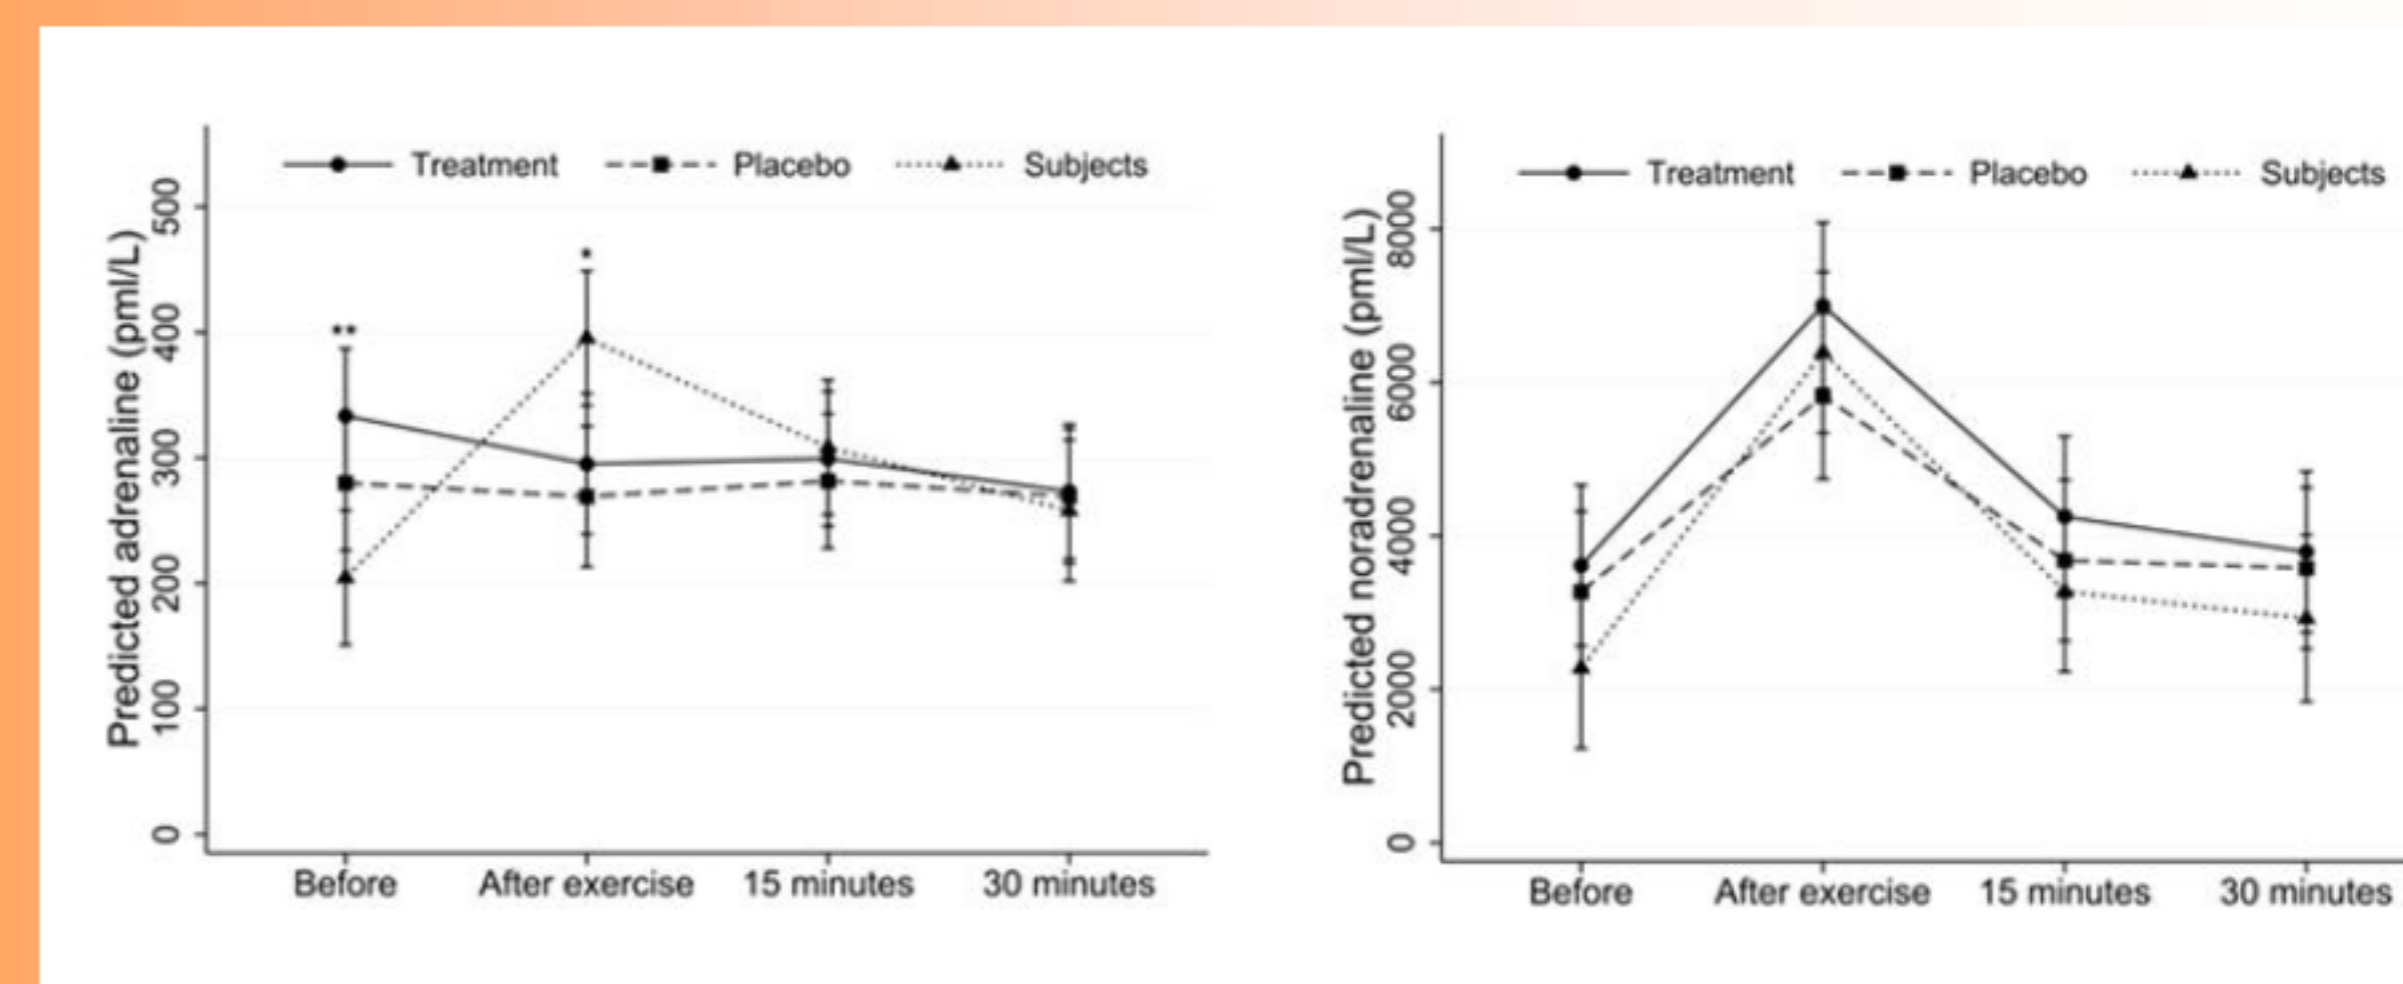 Treatment Placebo Subjects
Predicted adrenaline (pml/L)
500
400
300
200
100
0
**
*
Before After exercise 15 minutes 30 minutes
Treatment Placebo Subjects
Predicted noradrenaline (pml/L)
8000
6000
4000
2000
0
Before After exercise 15 minutes 30 minutes